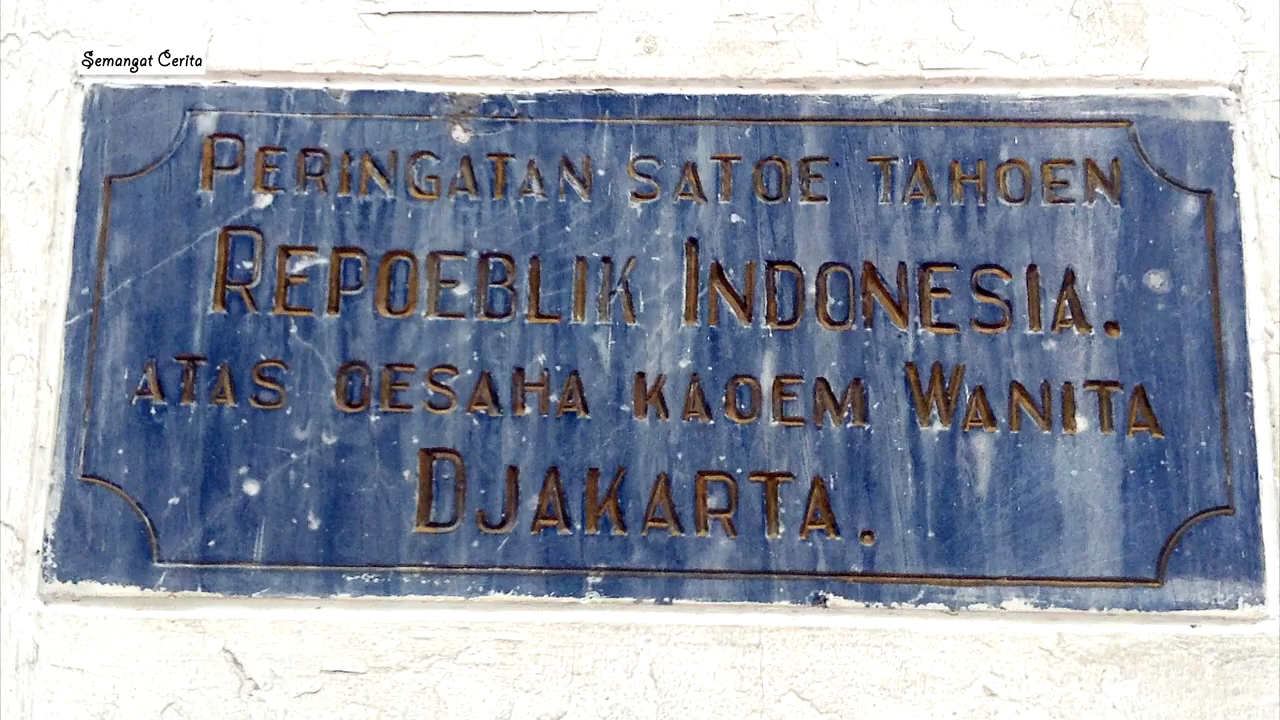 Semangat Cerita
PERINGATAN SATOE TAHOEN
REPOEBLIK INDONESIA.
ATAS OESAHA KAOEM WANITA
DJAKARTA.